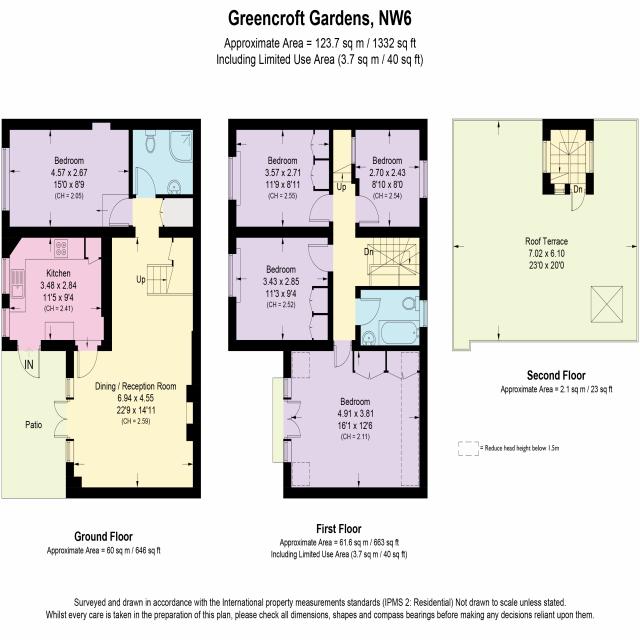 Greencroft Gardens, NW6
Approximate Area = 123.7 sq m / 1332 sq ft
Including Limited Use Area (3.7 sq m / 40 sq ft)
Bedroom
4.57 x 2.67
15'0 x 8'9
(CH = 2.05)
Kitchen
3.48 x 2.84
11'5 x 9'4
(CH = 2.41)
Up
IN
Patio
Dining / Reception Room
6.94 x 4.55
22'9 x 14'11
(CH = 2.59)
Ground Floor
Approximate Area = 60 sq m / 646 sq ft
Bedroom
3.57 x 2.71
11'9 x 8'11
(CH = 2.55)
Up
Bedroom
2.70 x 2.43
8'10 x 8'0
(CH = 2.54)
Bedroom
3.43 x 2.85
11'3 x 9'4
(CH = 2.52)
Dn
Bedroom
4.91 x 3.81
16'1 x 12'6
(CH = 2.11)
First Floor
Approximate Area = 61.6 sq m / 663 sq ft
Including Limited Use Area (3.7 sq m / 40 sq ft)
Dn
Roof Terrace
7.02 x 6.10
23'0 x 20'0
Second Floor
Approximate Area = 2.1 sq m / 23 sq ft
= Reduce head height below 1.5m
Surveyed and drawn in accordance with the International property measurements standards (IPMS 2: Residential) Not drawn to scale unless stated.
Whilst every care is taken in the preparation of this plan, please check all dimensions, shapes and compass bearings before making any decisions reliant upon them.